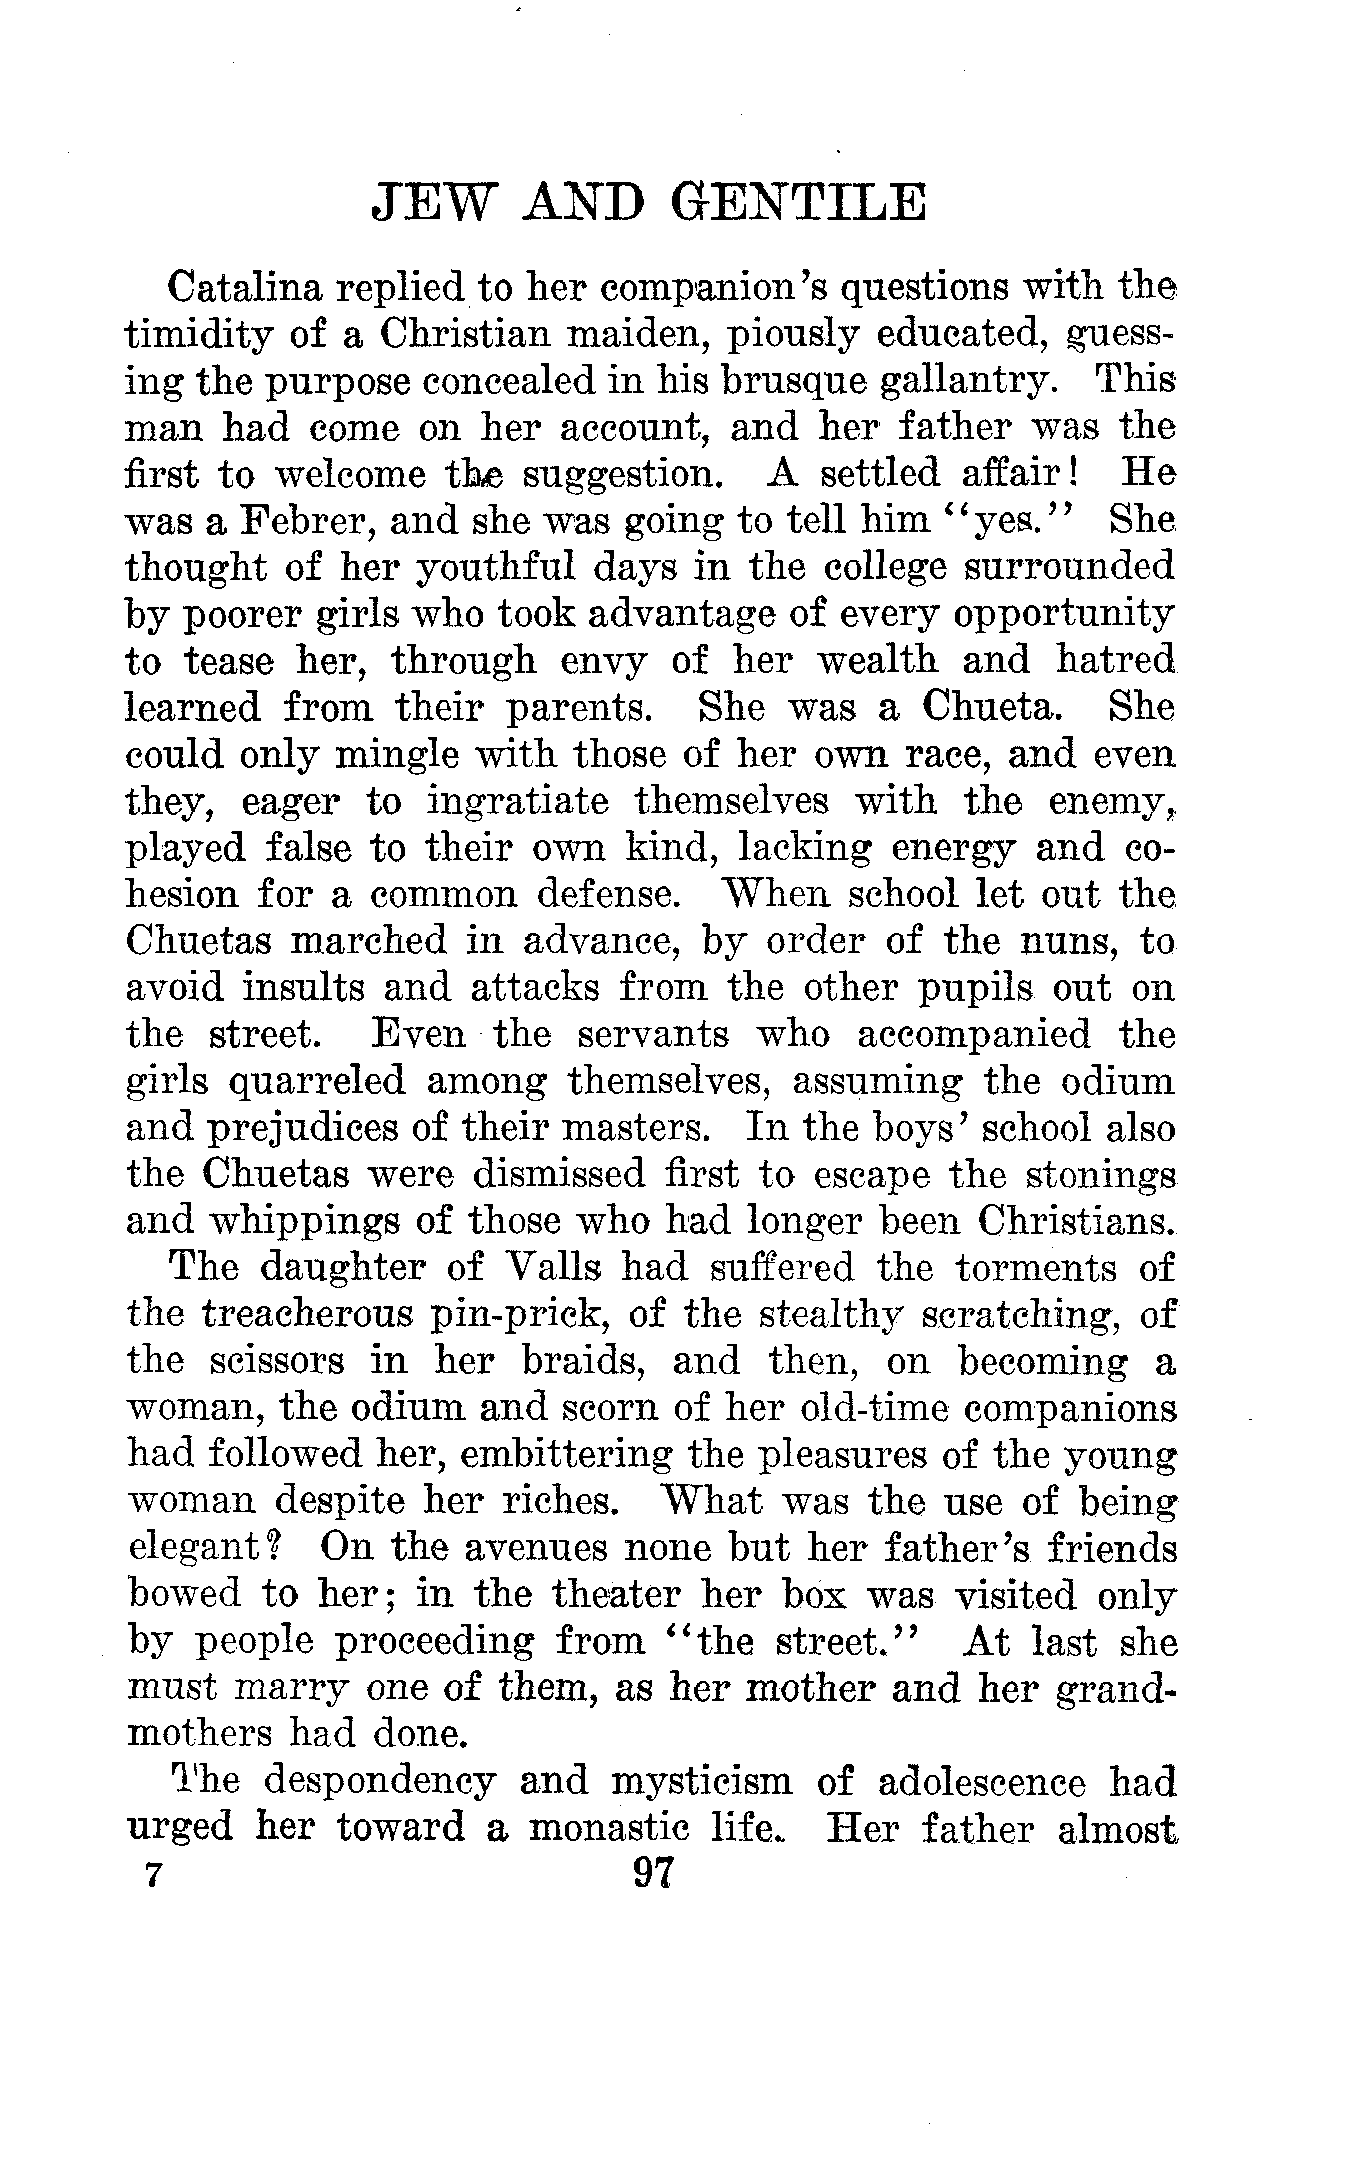 JEW AND GENTILE
Catalina replied to her companion's questions with the
timidity of a Christian maiden, piously educated, guess-
ing the purpose concealed in his brusque gallantry. This
man had come on her account, and her father was the
first to welcome the suggestion. A settled affair! He
was a Febrer, and she was going to tell him "yes." She
thought of her youthful days in the college surrounded
by poorer girls who took advantage of every opportunity
to tease her, through envy of her wealth and hatred
learned from their parents. She was a Chueta. She
could only mingle with those of her own race, and even
they, eager to ingratiate themselves with the enemy,
played false to their own kind, lacking energy and co-
hesion for a common defense. When school let out the
Chuetas marched in advance, by order of the nuns, to
avoid insults and attacks from the other pupils out on
the street. Even the servants who accompanied the
girls quarreled among themselves, assuming the odium
and prejudices of their masters. In the boys' school also
the Chuetas were dismissed first to escape the stonings
and whippings of those who had longer been Christians.
The daughter of Valls had suffered the torments of
the treacherous pin-prick, of the stealthy scratching, of
the scissors in her braids, and then, on becoming a
woman, the odium and scorn of her old-time companions
had followed her, embittering the pleasures of the young
woman despite her riches. What was the use of being
elegant? On the avenues none but her father's friends
bowed to her; in the theater her box was visited only
by people proceeding from "the street." At last she
must marry one of them, as her mother and her grand-
mothers had done.
The despondency and mysticism of adolescence had
urged her toward a monastic life. Her father almost
7 97